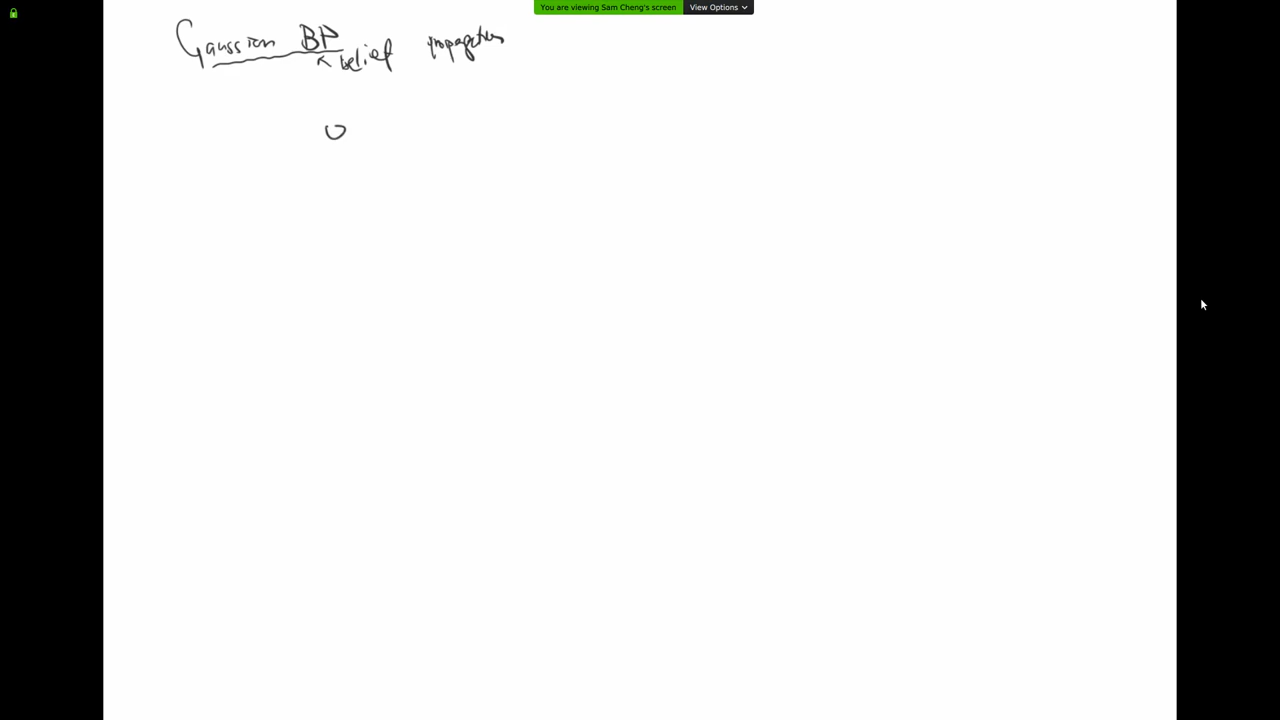 You are viewing Sam Cheng's screen View Options
Gaussian BP
belief propagation